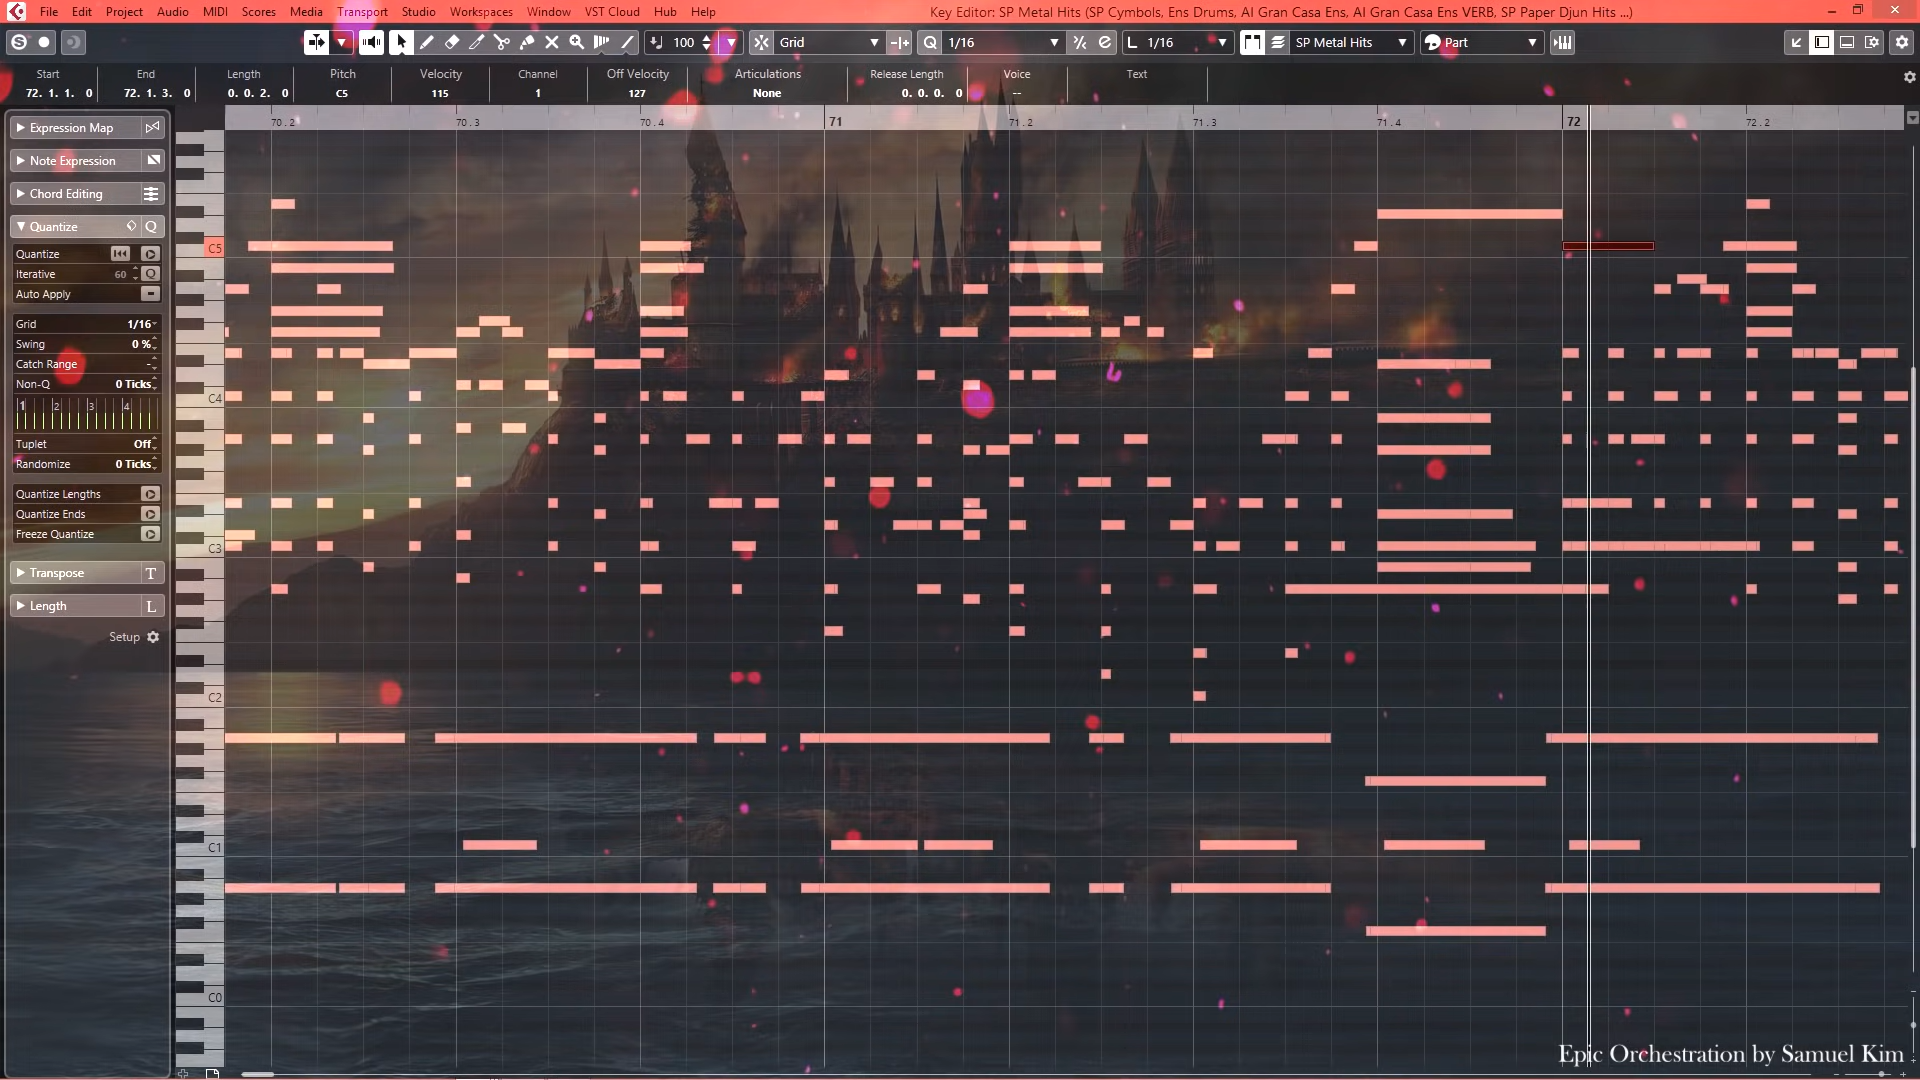 File Edit Project Audio MIDI Scores Media Transport Studio Workspaces Window VST Cloud Hub Help
Key Editor: SP Metal Hits (SP Cymbols, Ens Drums, AI Gran Casa Ens, AI Gran Casa Ens VERB, SP Paper Djun Hits ...)
S 100 Grid Q 1/16 L 1/16 SP Metal Hits Part
Start End Length Pitch Velocity Channel Off Velocity Articulations Release Length Voice Text
72. 1. 1. 0 72. 1. 3. 0 0. 0. 2. 0 C5 115 1 127 None 0. 0. 0. 0 --
70.2 70.3 70.4 71 71.2 71.3 71.4 72 72.2
Expression Map
Note Expression
Chord Editing
Quantize Q
Quantize
Iterative 60 Q
Auto Apply
Grid 1/16
Swing 0 %
Catch Range -
Non-Q 0 Ticks
1 2 3 4
Tuplet Off
Randomize 0 Ticks
Quantize Lengths
Quantize Ends
Freeze Quantize
Transpose T
Length L
Setup
C5
C4
C3
C2
C1
C0
Epic Orchestration by Samuel Kim